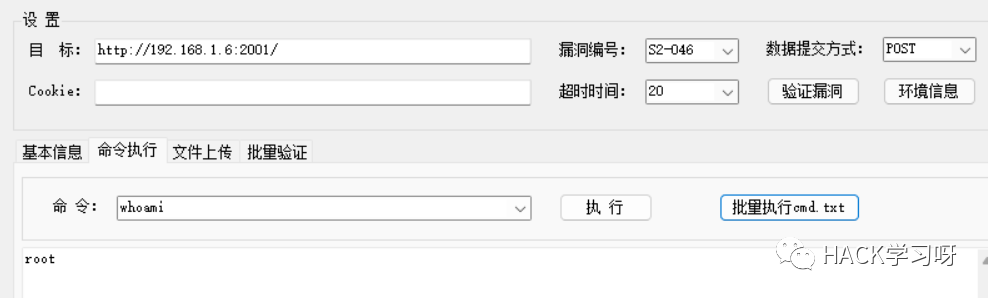 设 置
目 标: http://192.168.1.6:2001/ 漏洞编号: S2-046 数据提交方式: POST
Cookie: 超时时间: 20 验证漏洞 环境信息
基本信息 命令执行 文件上传 批量验证
命 令: whoami 执 行 批量执行cmd.txt
root
HACK学习呀